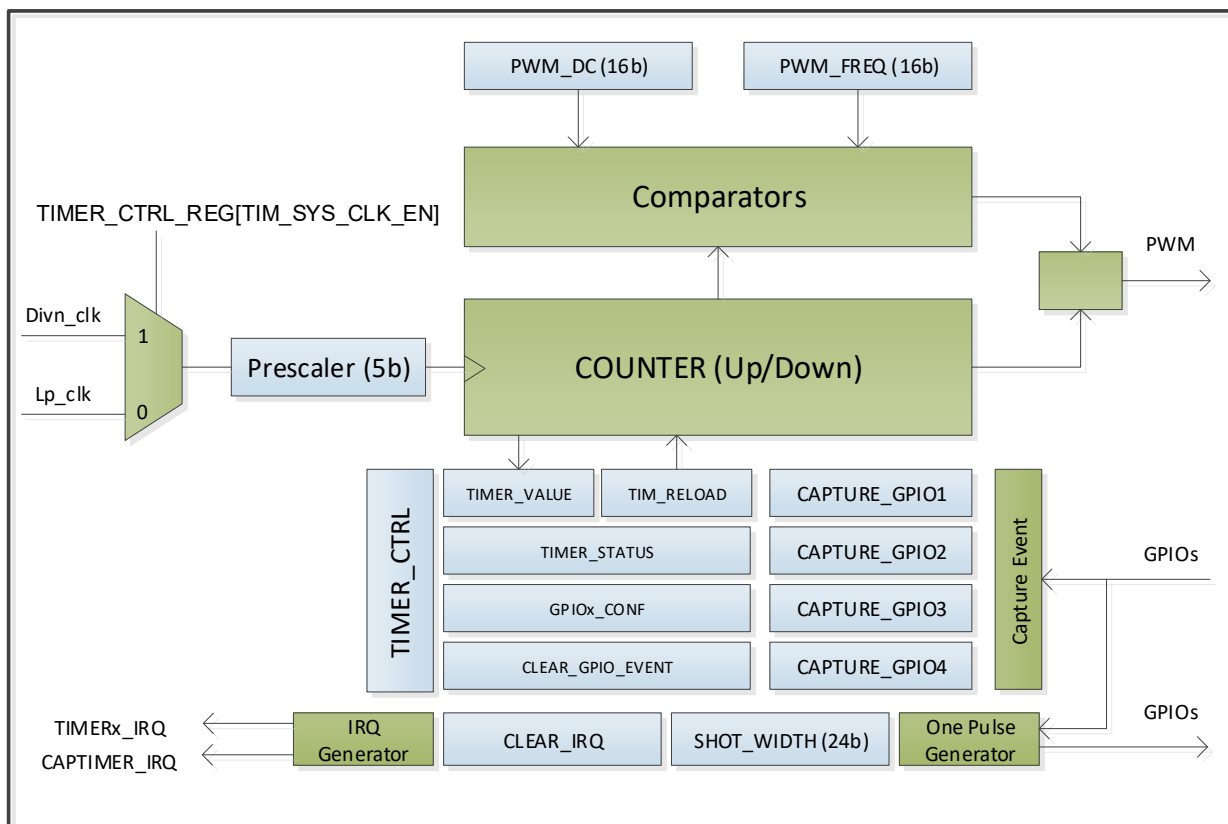 PWM_DC (16b)
PWM_FREQ (16b)
Comparators
TIMER_CTRL_REG[TIM_SYS_CLK_EN]
PWM
Divn_clk
1
Prescaler (5b)
COUNTER (Up/Down)
Lp_clk
0
TIMER_CTRL
TIMER_VALUE
TIM_RELOAD
CAPTURE_GPIO1
TIMER_STATUS
CAPTURE_GPIO2
GPIOx_CONF
CAPTURE_GPIO3
CLEAR_GPIO_EVENT
CAPTURE_GPIO4
Capture Event
GPIOs
TIMERx_IRQ
CAPTIMER_IRQ
IRQ
Generator
CLEAR_IRQ
SHOT_WIDTH (24b)
One Pulse
Generator
GPIOs